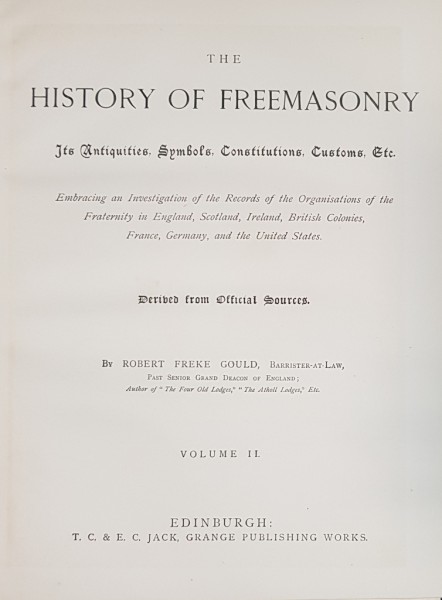 THE
HISTORY OF FREEMASONRY
Its Antiquities, Symbols, Constitutions, Customs, Etc.
Embracing an Investigation of the Records of the Organisations of the
Fraternity in England, Scotland, Ireland, British Colonies,
France, Germany, and the United States.
Derived from Official Sources.
By ROBERT FREKE GOULD, Barrister-at-Law,
Past Senior Grand Deacon of England;
Author of "The Four Old Lodges," "The Atholl Lodges," Etc.
VOLUME II.
EDINBURGH:
T. C. & E. C. JACK, GRANGE PUBLISHING WORKS.